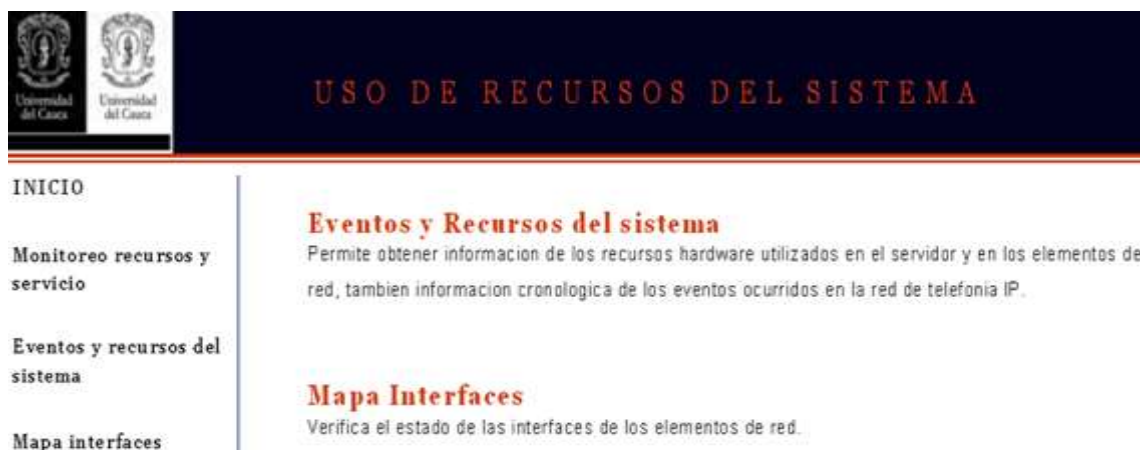 Universidad
del Cauca
Universidad
del Cauca
USO DE RECURSOS DEL SISTEMA
INICIO
Monitoreo recursos y
servicio
Eventos y recursos del
sistema
Mapa interfaces
Eventos y Recursos del sistema
Permite obtener informacion de los recursos hardware utilizados en el servidor y en los elementos de
red, tambien informacion cronologica de los eventos ocurridos en la red de telefonia IP.
Mapa Interfaces
Verifica el estado de las interfaces de los elementos de red.